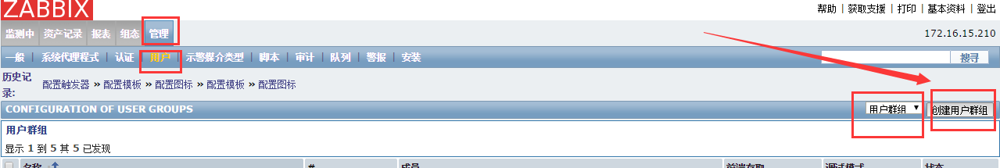 ZABBIX
帮助 | 获取支援 | 打印 | 基本资料 | 登出
监测中 资产记录 报表 组态 管理 172.16.15.210
一般 | 系统代理程式 | 认证 | 用户 | 示警媒介类型 | 脚本 | 审计 | 队列 | 警报 | 安装 搜寻
历史记录: 配置触发器 » 配置模板 » 配置图标 » 配置模板 » 配置图标
CONFIGURATION OF USER GROUPS 用户群组 创建用户群组
用户群组
显示 1 到 5 其 5 已发现
名称 # 成员 前端存取 调试模式 状态